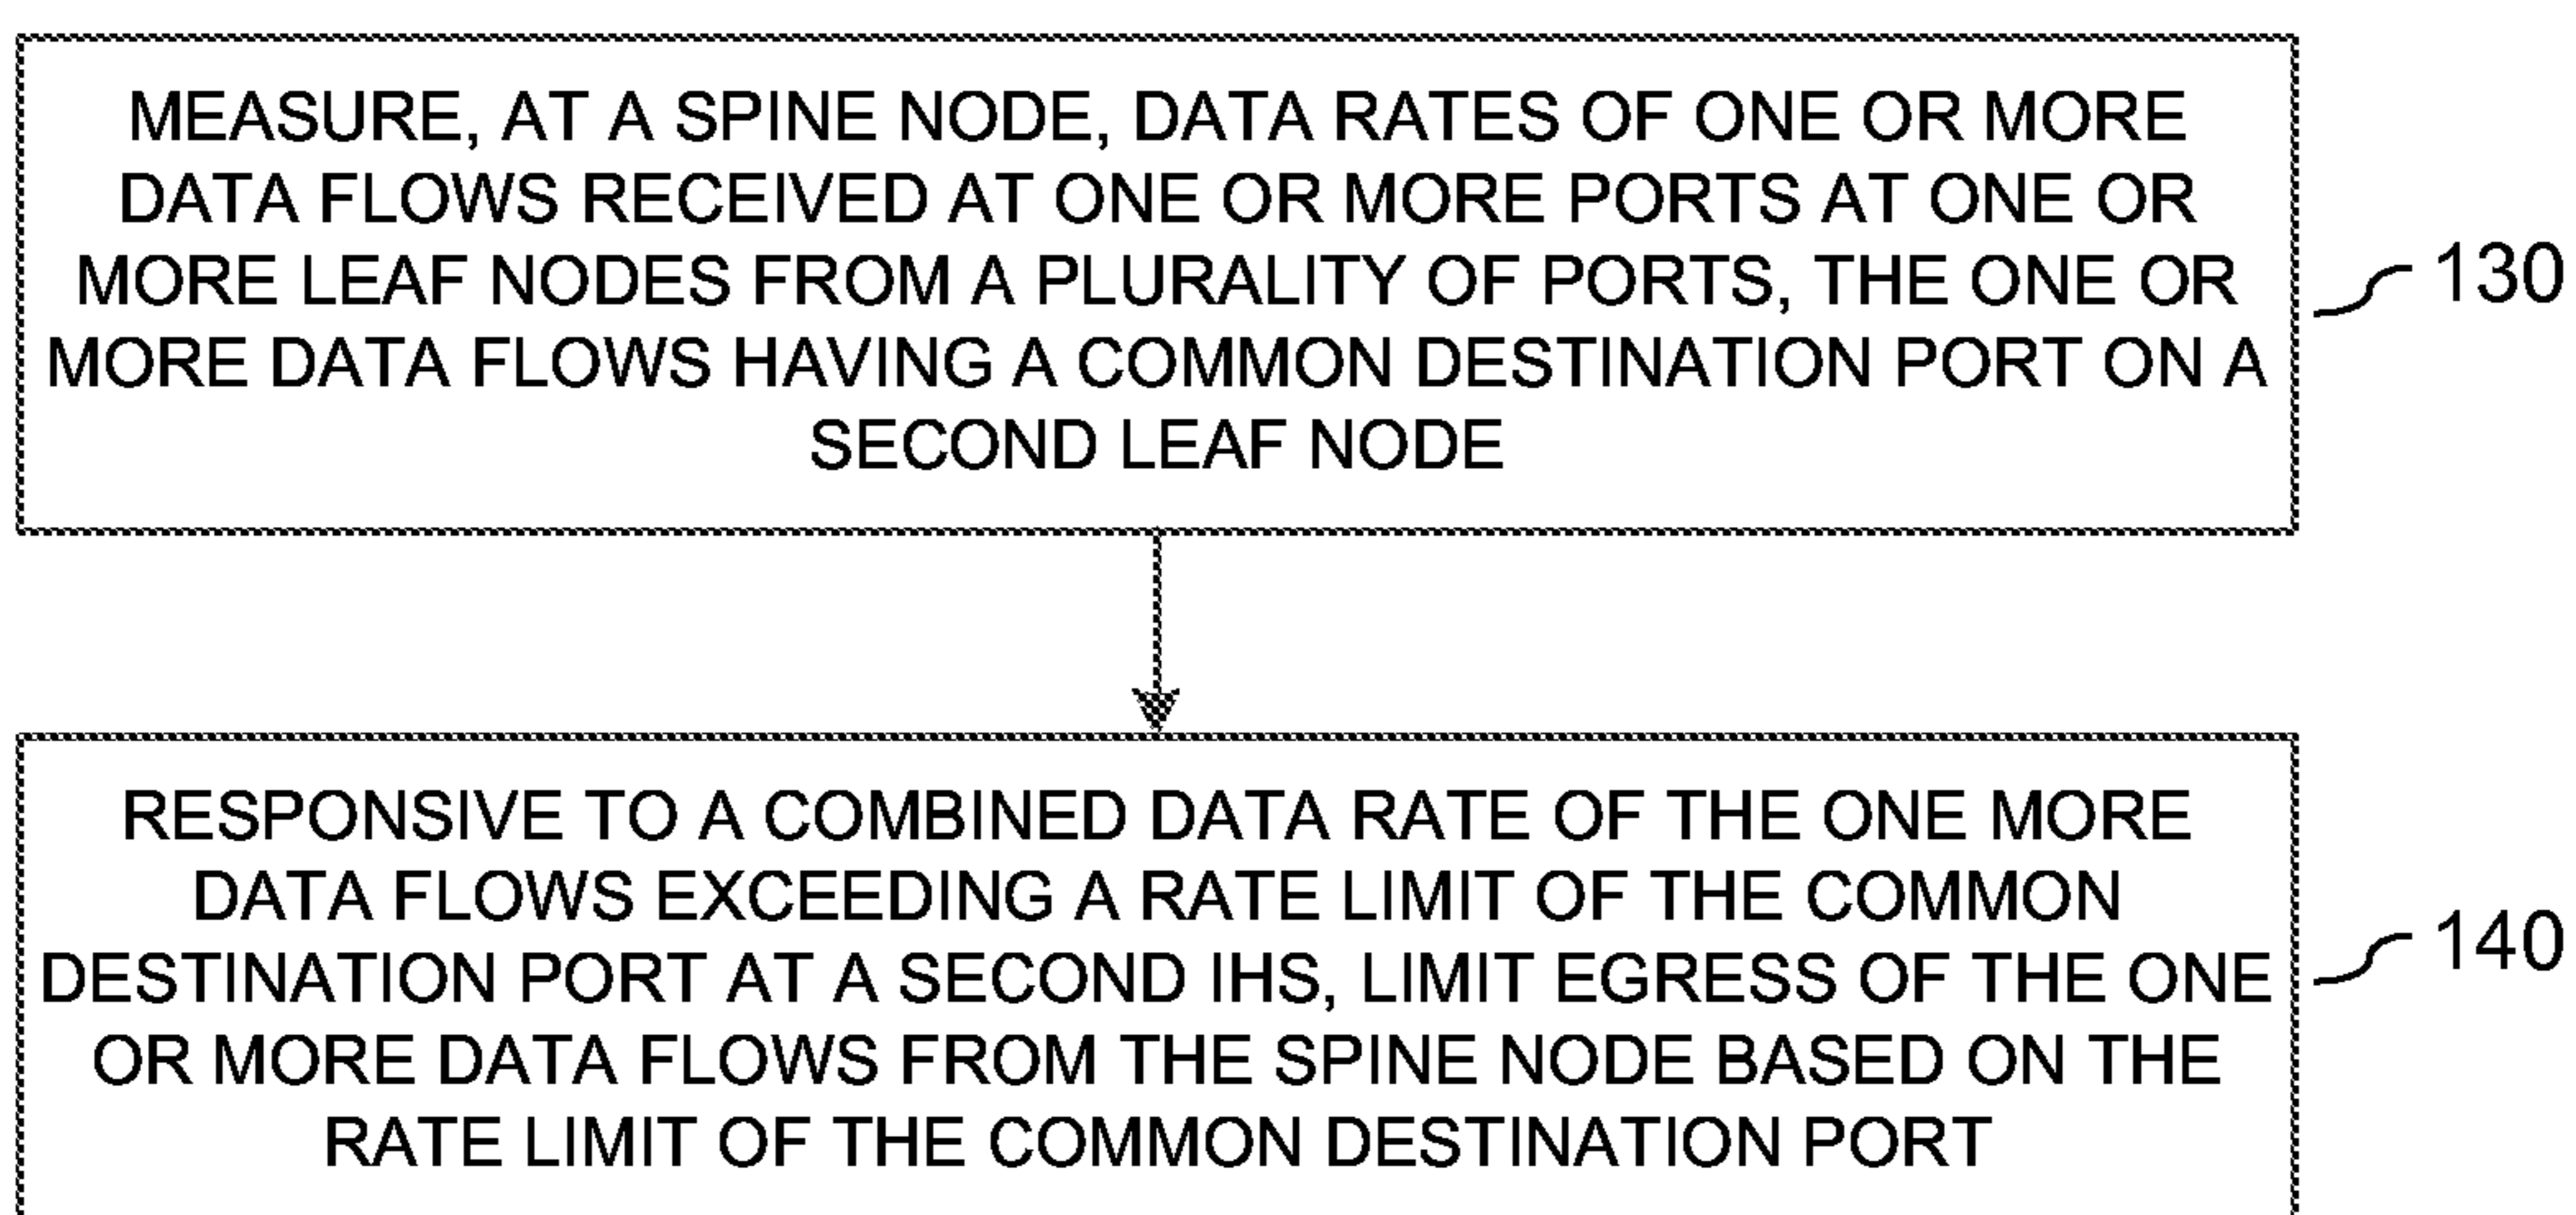 MEASURE, AT A SPINE NODE, DATA RATES OF ONE OR MORE
DATA FLOWS RECEIVED AT ONE OR MORE PORTS AT ONE OR
MORE LEAF NODES FROM A PLURALITY OF PORTS, THE ONE OR
MORE DATA FLOWS HAVING A COMMON DESTINATION PORT ON A
SECOND LEAF NODE
130
RESPONSIVE TO A COMBINED DATA RATE OF THE ONE MORE
DATA FLOWS EXCEEDING A RATE LIMIT OF THE COMMON
DESTINATION PORT AT A SECOND IHS, LIMIT EGRESS OF THE ONE
OR MORE DATA FLOWS FROM THE SPINE NODE BASED ON THE
RATE LIMIT OF THE COMMON DESTINATION PORT
140